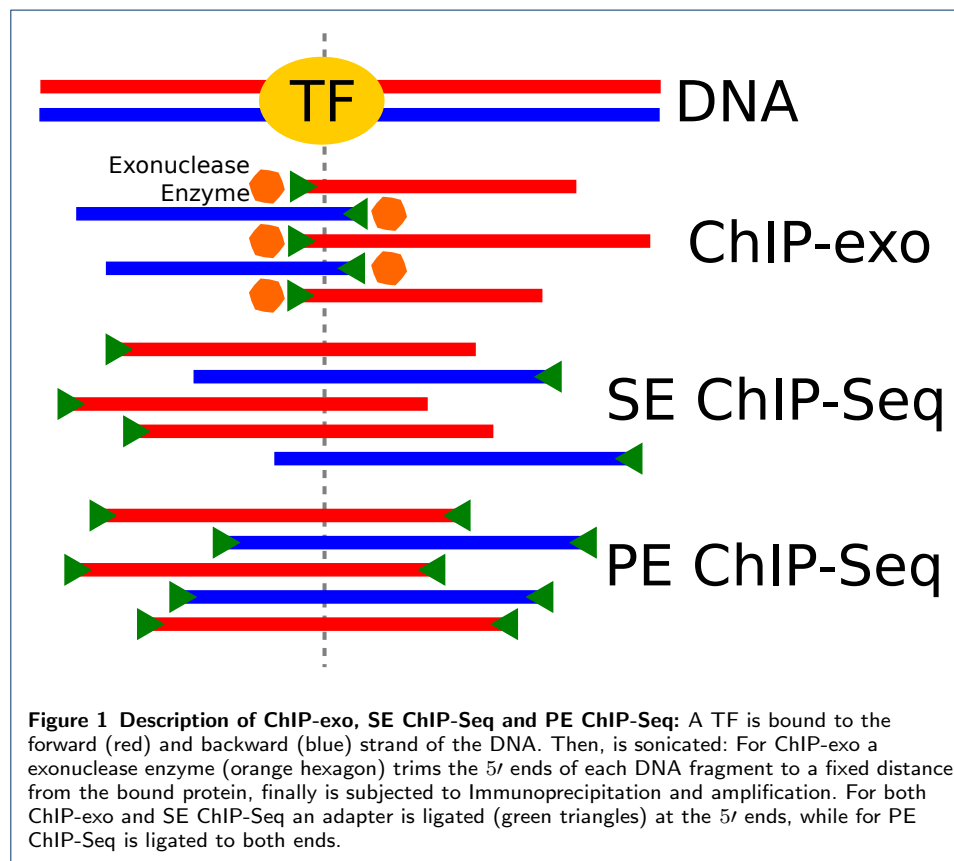 TF
DNA
Exonuclease
Enzyme
ChIP-exo
SE ChIP-Seq
PE ChIP-Seq
Figure 1 Description of ChIP-exo, SE ChIP-Seq and PE ChIP-Seq: A TF is bound to the
forward (red) and backward (blue) strand of the DNA. Then, is sonicated: For ChIP-exo a
exonuclease enzyme (orange hexagon) trims the 5′ ends of each DNA fragment to a fixed distance
from the bound protein, finally is subjected to Immunoprecipitation and amplification. For both
ChIP-exo and SE ChIP-Seq an adapter is ligated (green triangles) at the 5′ ends, while for PE
ChIP-Seq is ligated to both ends.